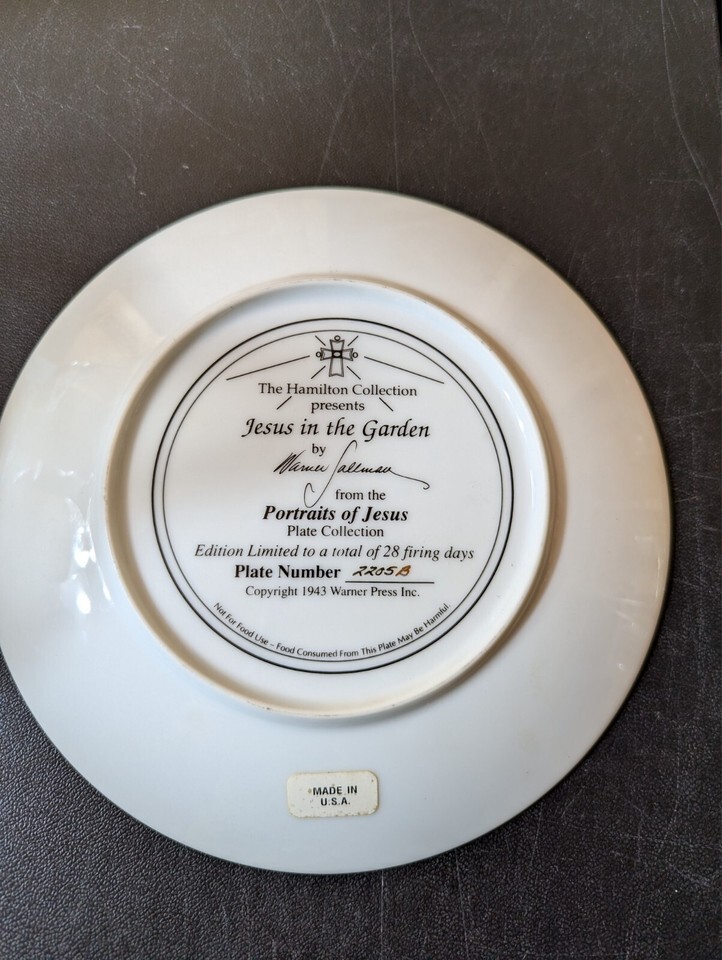 The Hamilton Collection
presents
Jesus in the Garden
by
Warner Sallman
from the
Portraits of Jesus
Plate Collection
Edition Limited to a total of 28 firing days
Plate Number 2205B
Copyright 1943 Warner Press Inc.
Not For Food Use – Food Consumed From This Plate May Be Harmful.
MADE IN
U.S.A.